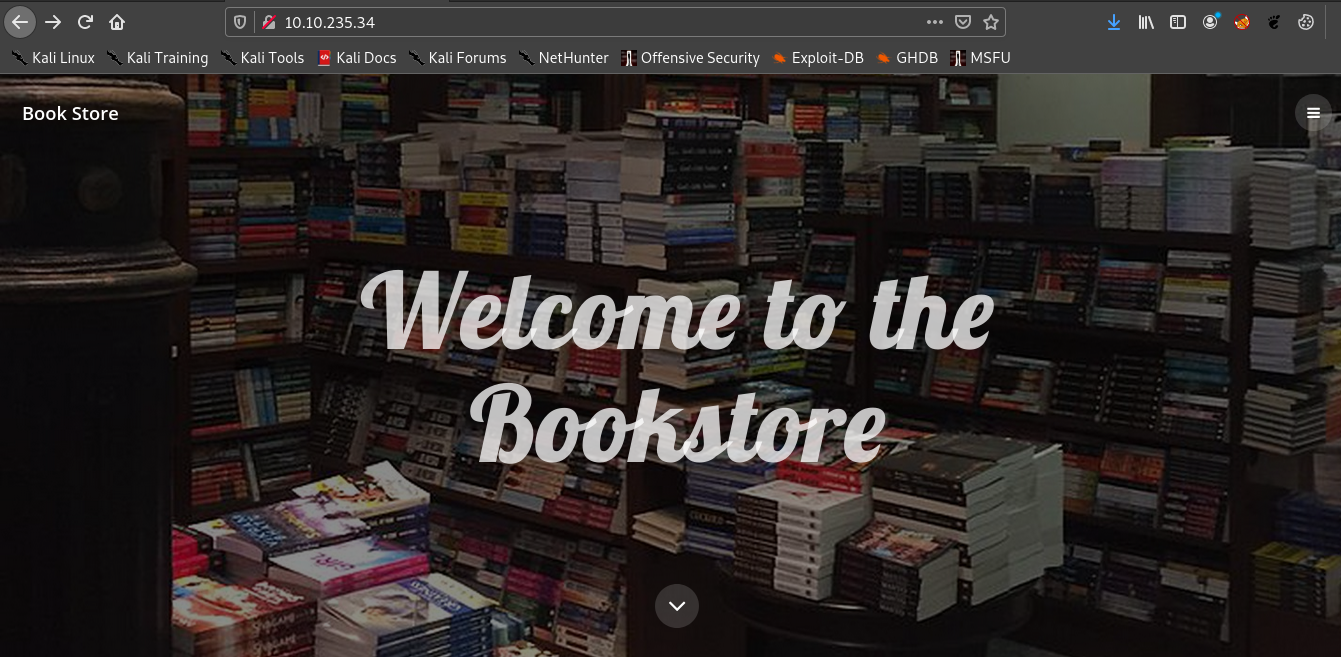 10.10.235.34
Kali Linux Kali Training Kali Tools Kali Docs Kali Forums NetHunter Offensive Security Exploit-DB GHDB MSFU
Book Store
Welcome to the
Bookstore